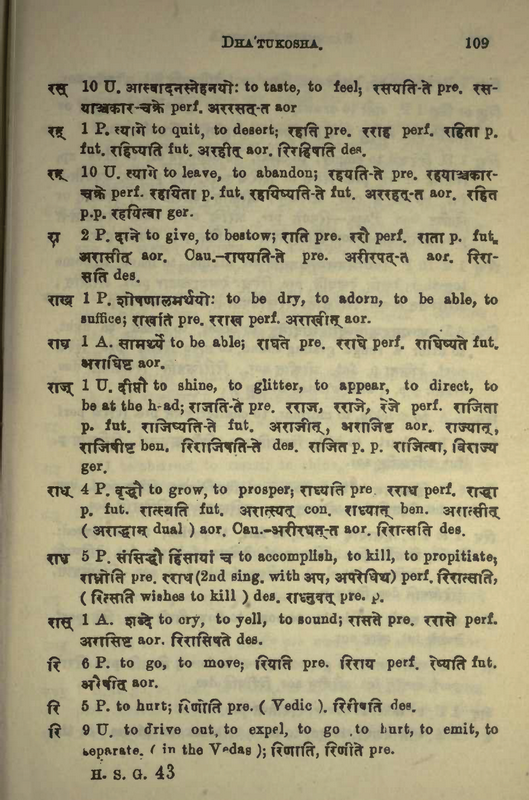 DHA'TUKOSHA. 109
रस् 10 U. आस्वादनस्नेहनयोः to taste, to feel; रसयति-ते pre. रस-
याञ्चकार-चक्रे perf. अररसत्-त aor
रह् 1 P. त्यागे to quit, to desert; रहति pre. रराह perf. रहिता p.
fut. रहिष्यति fut. अरहीत् aor. रिरहिषति des.
रह् 10 U. त्यागे to leave, to abandon; रहयति-ते pre. रहयाञ्चकार-
चक्रे perf. रहयिता p. fut. रहयिष्यति-ते fut. अररहत्-त aor. रहित
p.p. रहयित्वा ger.
रा 2 P. दाने to give, to bestow; राति pre. ररौ perf. राता p. fut.
अरासीत् aor. Cau.-रापयति-ते pre. अरीरपत्-त aor. रिरा-
सति des.
राख् 1 P. शोषणालमर्थयोः to be dry, to adorn, to be able, to
suffice; राखति pre. रराख perf. अराखीत् aor.
राघ् 1 A. सामर्थ्ये to be able; राघते pre. रराघे perf. राघिष्यते fut.
अराघिष्ट aor.
राज् 1 U. दीप्तौ to shine, to glitter, to appear, to direct, to
be at the head; राजति-ते pre. रराज, रराजे, रेजे perf. राजिता
p. fut. राजिष्यति-ते fut. अराजीत्, अराजिष्ट aor. राज्यात्,
राजिषीष्ट ben. रिराजिषति-ते des. राजित p. p. राजित्वा, विराज्य
ger.
राध् 4 P. वृद्धौ to grow, to prosper; राध्यति pre रराध perf. राद्धा
p. fut. रात्स्यति fut. अरात्स्यत् con. राध्यात् ben. अरात्सीत्
( अराद्धाम् dual ) aor. Cau.-अरीरधत्-त aor. रिरात्सति des.
राध 5 P. संसिद्धौ हिंसायां च to accomplish, to kill, to propitiate;
राध्नोति pre. रराध (2nd sing. with अप, अपरेधिथ) perf. रिरात्सति,
( रित्सति wishes to kill ) des. राध्नुवत् pre. p.
रास् 1 A. शब्दे to cry, to yell, to sound; रासते pre. ररासे perf.
अरासिष्ट aor. रिरासिषते des.
रि 6 P. to go, to move; रियति pre. रिराय perf. रेष्यति fut.
अरैषीत् aor.
रि 5 P. to hurt; रिणोति pre. ( Vedic ). रिरीषति des.
रि 9 U. to drive out, to expel, to go to hurt, to emit, to
separate. ( in the Vedas ); रिणाति, रिणीते pre.
H. S. G. 43